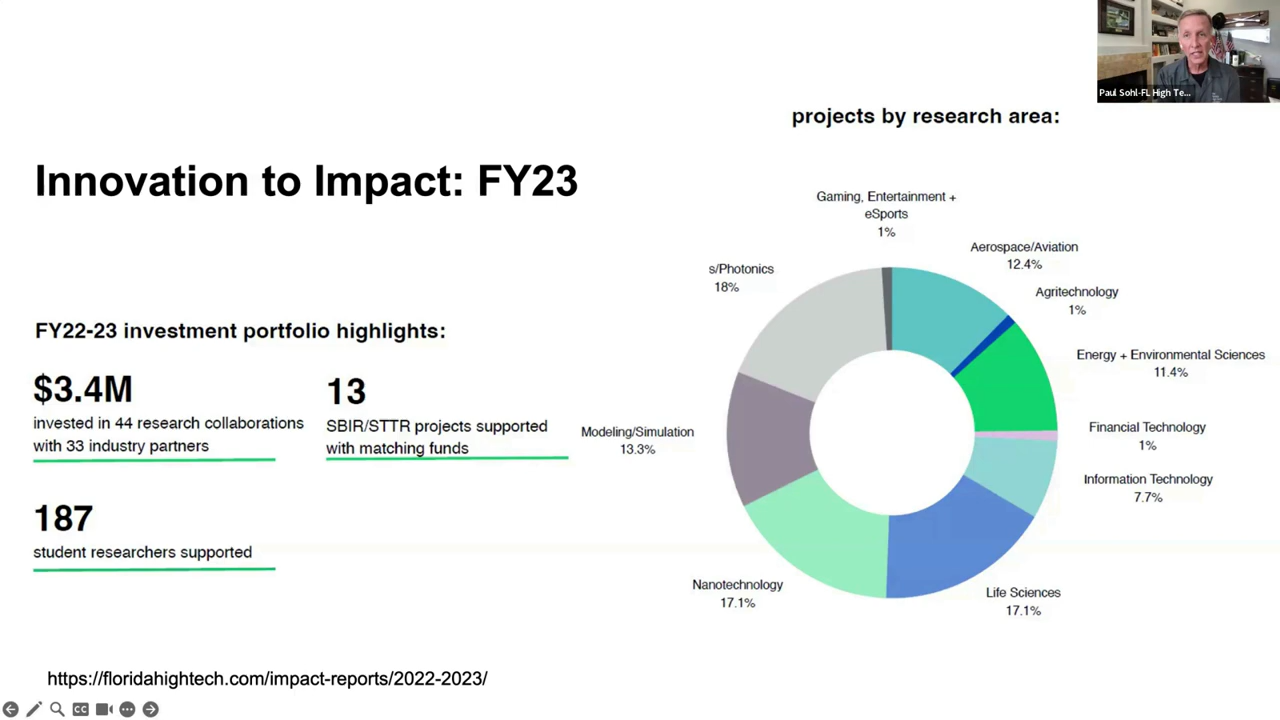 Paul Sohl-FL High Te...
projects by research area:
Innovation to Impact: FY23
FY22-23 investment portfolio highlights:
$3.4M
invested in 44 research collaborations
with 33 industry partners
13
SBIR/STTR projects supported
with matching funds
187
student researchers supported
Gaming, Entertainment +
eSports
1%
Aerospace/Aviation
12.4%
Agritechnology
1%
Energy + Environmental Sciences
11.4%
Financial Technology
1%
Information Technology
7.7%
Life Sciences
17.1%
Nanotechnology
17.1%
Modeling/Simulation
13.3%
s/Photonics
18%
https://floridahightech.com/impact-reports/2022-2023/
CC